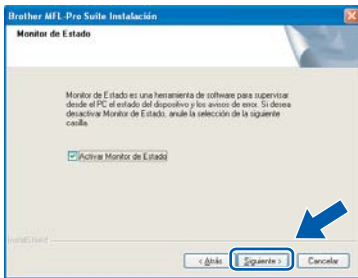 Brother MFL-Pro Suite Instalación
Monitor de Estado
Monitor de Estado es una herramienta de software para supervisar
desde el PC el estado del dispositivo y los avisos de error. Si desea
desactivar Monitor de Estado, anule la selección de la siguiente
casilla.
Activar Monitor de Estado
InstallShield
< Atrás Siguiente > Cancelar